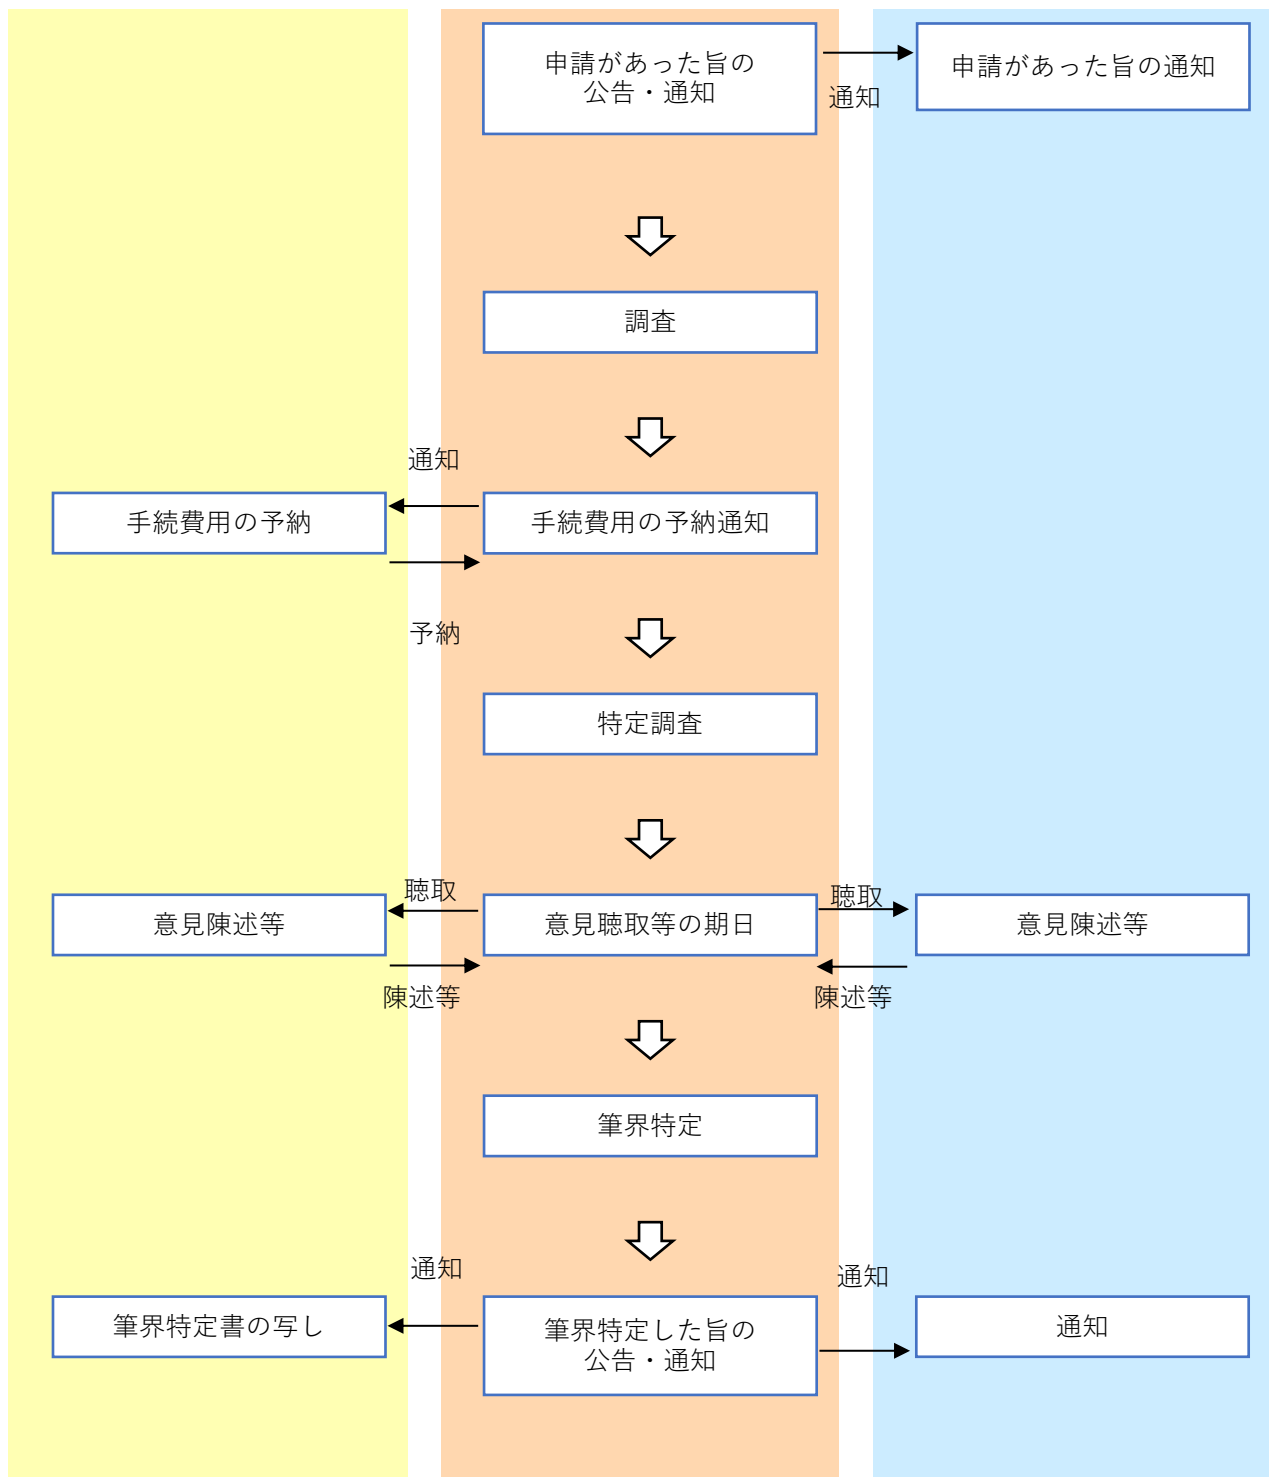 申請があった旨の
公告・通知
通知
申請があった旨の通知
調査
通知
手続費用の予納
手続費用の予納通知
予納
特定調査
聴取
聴取
意見陳述等
意見聴取等の期日
意見陳述等
陳述等
陳述等
筆界特定
通知
通知
筆界特定書の写し
筆界特定した旨の
公告・通知
通知